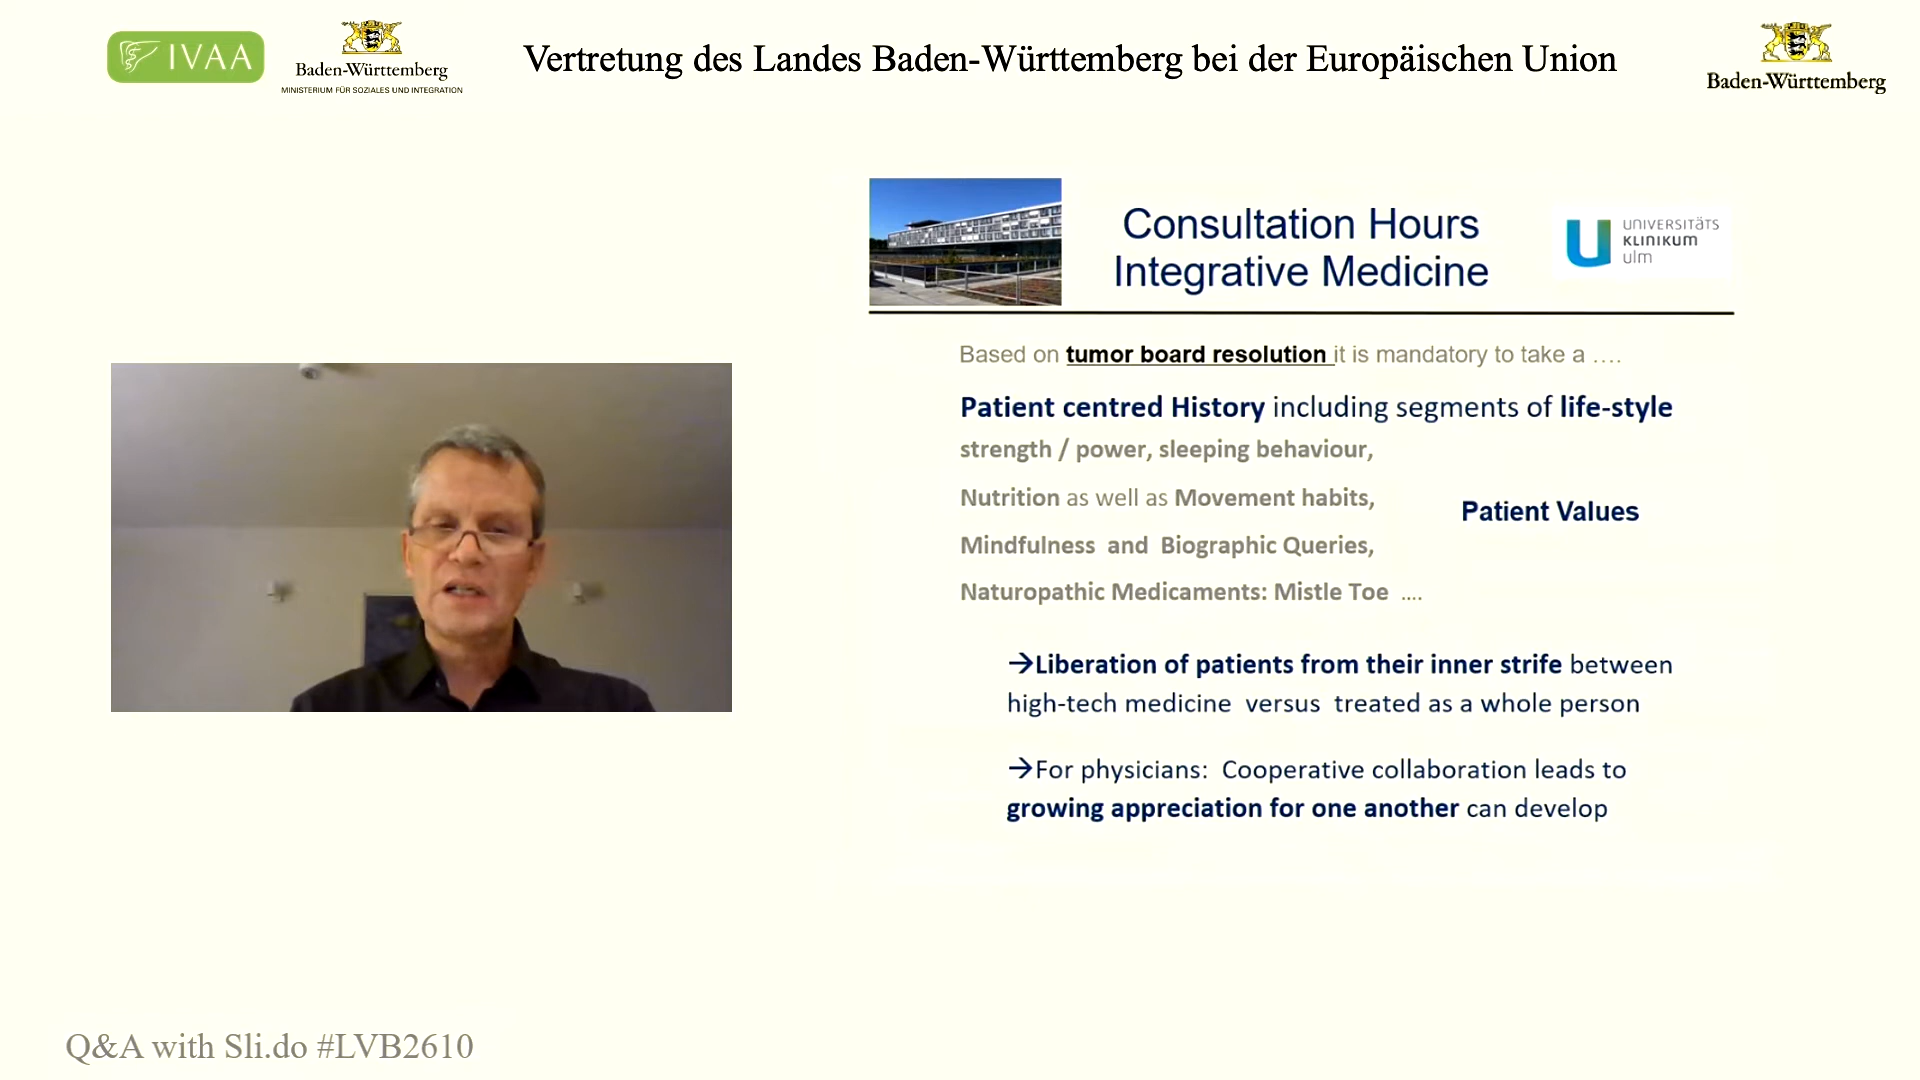 IVAA
Baden-Württemberg
MINISTERIUM FÜR SOZIALES UND INTEGRATION
Vertretung des Landes Baden-Württemberg bei der Europäischen Union
Baden-Württemberg
Consultation Hours
Integrative Medicine
UNIVERSITÄTS
KLINIKUM
ulm
Based on tumor board resolution it is mandatory to take a ….
Patient centred History including segments of life-style
strength / power, sleeping behaviour,
Nutrition as well as Movement habits,
Patient Values
Mindfulness and Biographic Queries,
Naturopathic Medicaments: Mistle Toe ....
→Liberation of patients from their inner strife between
high-tech medicine versus treated as a whole person
→For physicians: Cooperative collaboration leads to
growing appreciation for one another can develop
Q&A with Sli.do #LVB2610